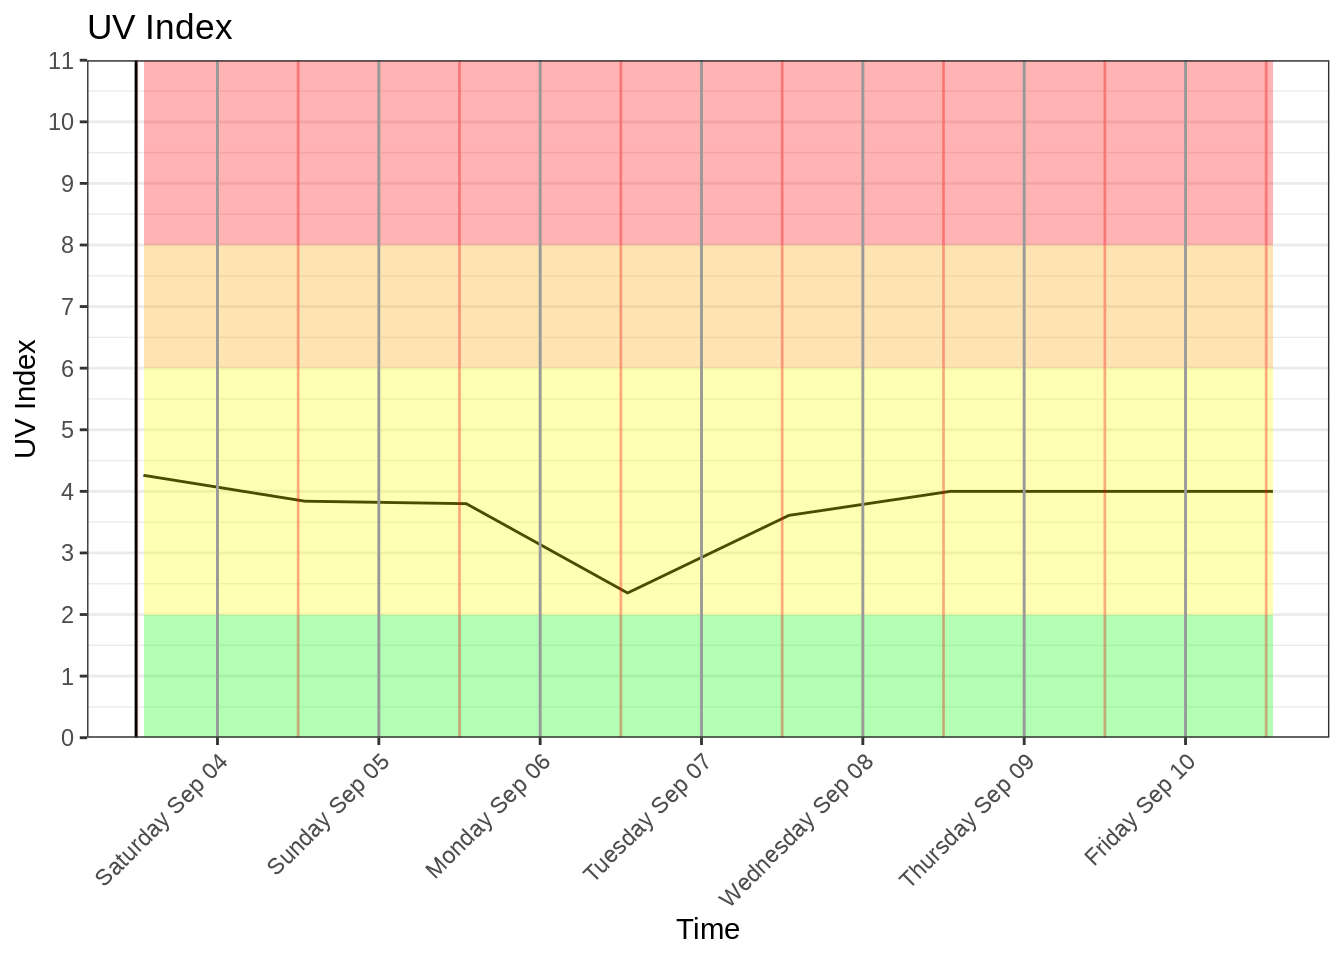 UV Index
11
10
9
8
7
6
5
4
3
2
1
0
UV Index
Saturday Sep 04
Sunday Sep 05
Monday Sep 06
Tuesday Sep 07
Wednesday Sep 08
Thursday Sep 09
Friday Sep 10
Time